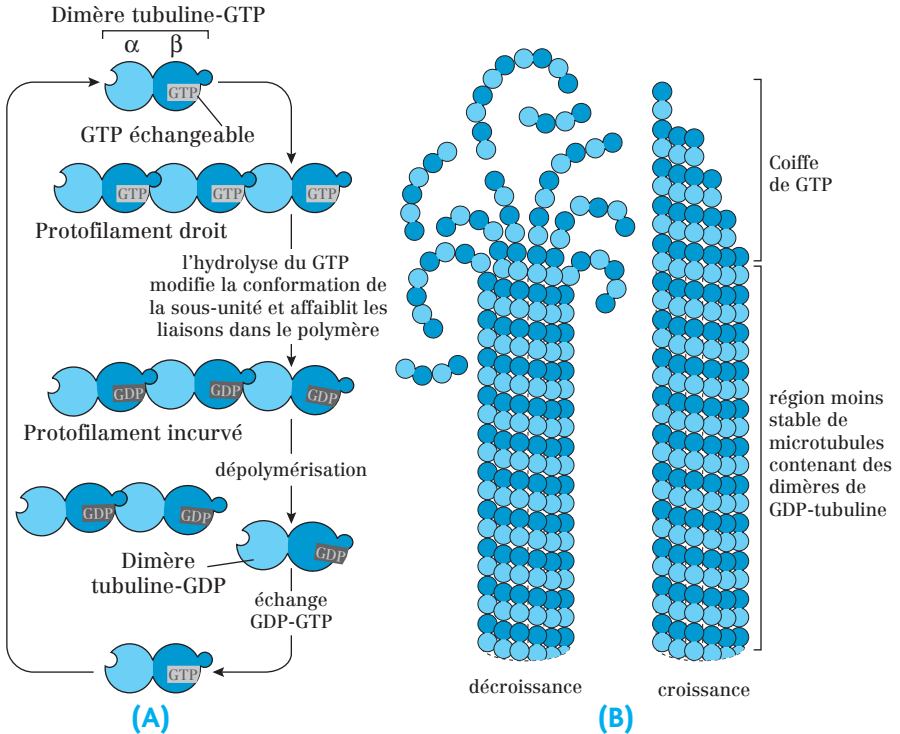 Dimère tubuline-GTP
α β
GTP
GTP échangeable
GTP GTP GTP
Protofilament droit
l'hydrolyse du GTP
modifie la conformation de
la sous-unité et affaiblit les
liaisons dans le polymère
GDP GDP GDP
Protofilament incurvé
dépolymérisation
GDP GDP
GDP
Dimère
tubuline-GDP
échange
GDP-GTP
GTP
(A)
Coiffe
de GTP
région moins
stable de
microtubules
contenant des
dimères de
GDP-tubuline
décroissance
croissance
(B)